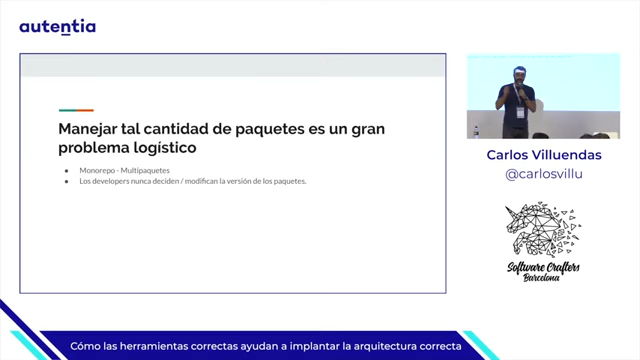 autentia
Manejar tal cantidad de paquetes es un gran
problema logístico
Monorepo - Multipaquetes
Los developers nunca deciden / modifican la versión de los paquetes.
Carlos Villuendas
@carlosvillu
Software Crafters
Barcelona
Cómo las herramientas correctas ayudan a implantar la arquitectura correcta